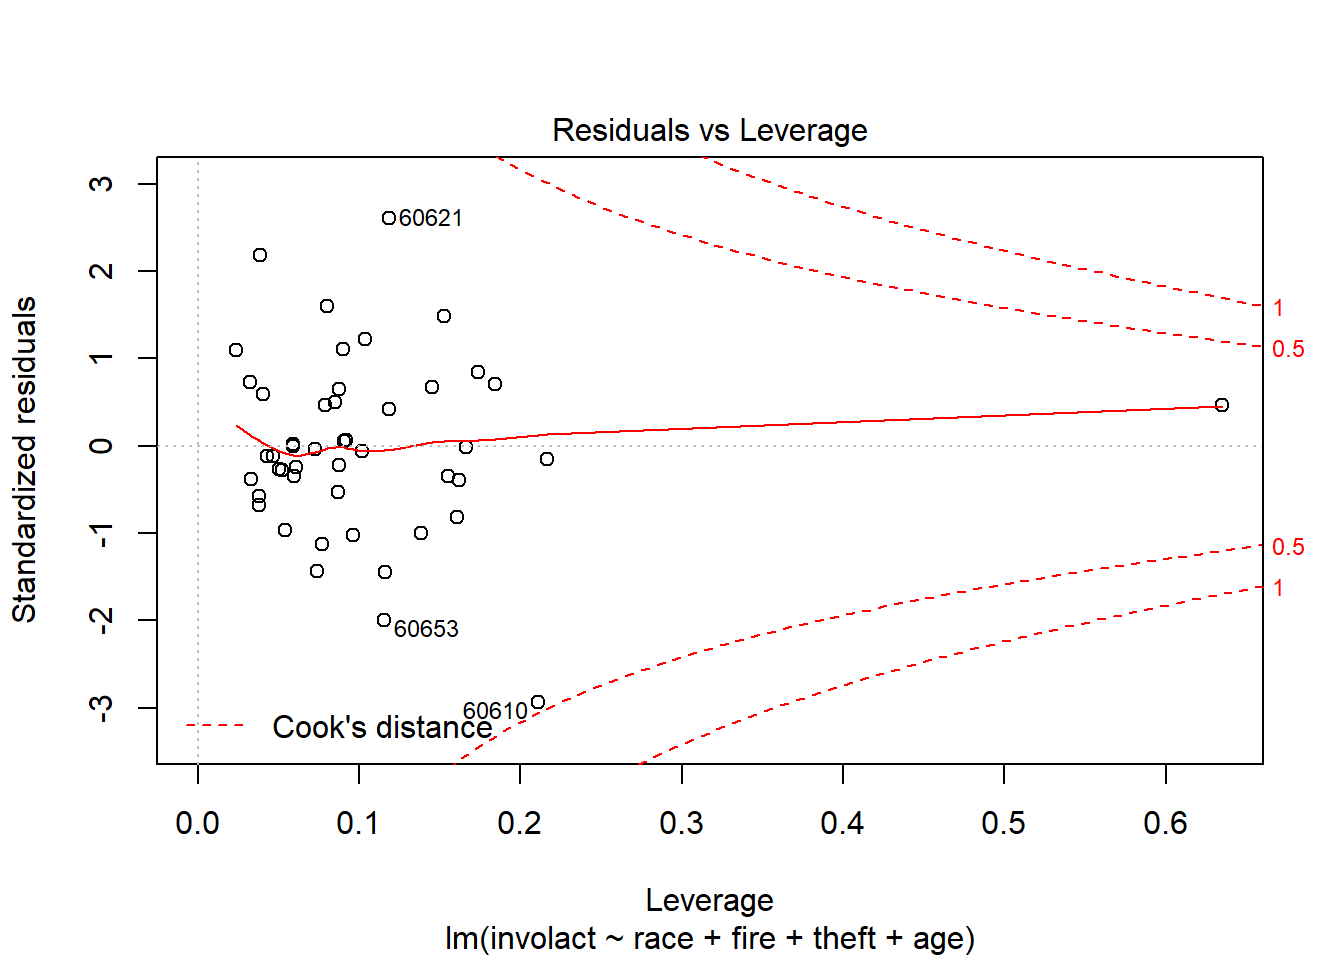 Residuals vs Leverage
Standardized residuals
3
2
1
0
-1
-2
-3
60621
60653
60610
Cook's distance
1
0.5
0.5
1
0.0 0.1 0.2 0.3 0.4 0.5 0.6
Leverage
lm(involact ~ race + fire + theft + age)